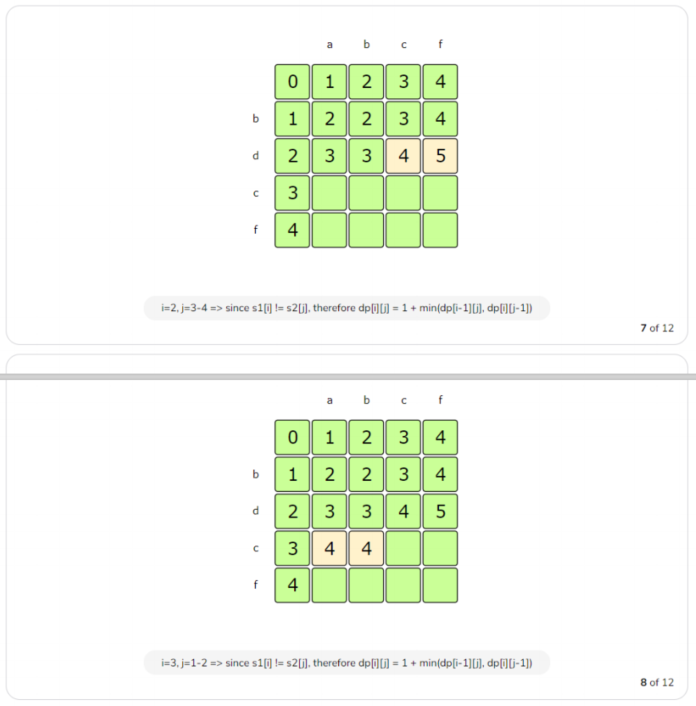 a b c f
0 1 2 3 4
b 1 2 2 3 4
d 2 3 3 4 5
c 3
f 4
i=2, j=3-4 => since s1[i] != s2[j], therefore dp[i][j] = 1 + min(dp[i-1][j], dp[i][j-1])
7 of 12
a b c f
0 1 2 3 4
b 1 2 2 3 4
d 2 3 3 4 5
c 3 4 4
f 4
i=3, j=1-2 => since s1[i] != s2[j], therefore dp[i][j] = 1 + min(dp[i-1][j], dp[i][j-1])
8 of 12